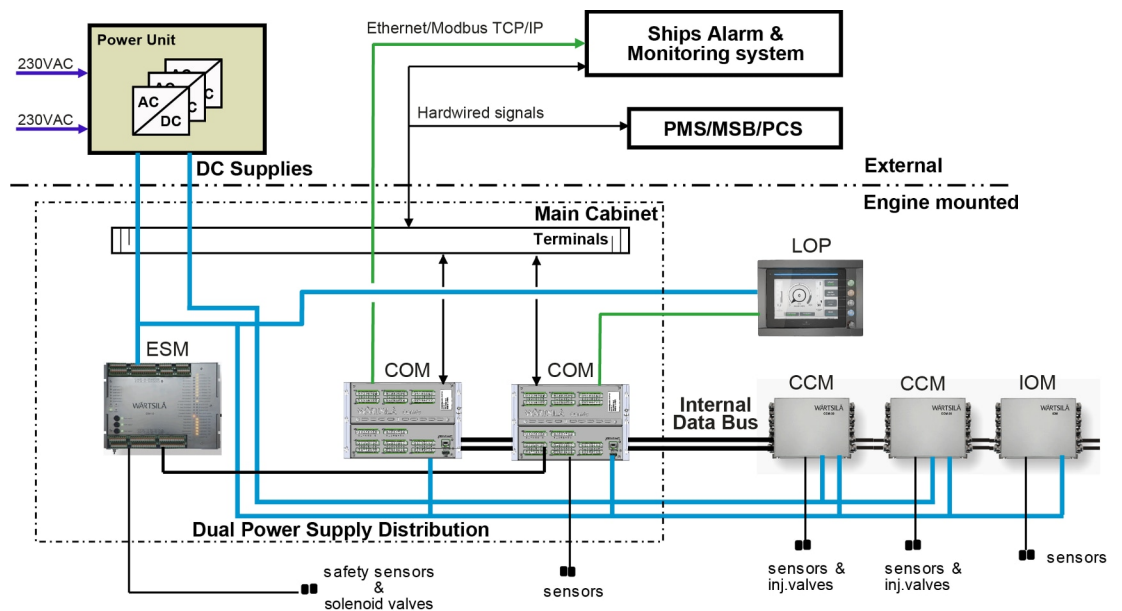 Ethernet/Modbus TCP/IP
Ships Alarm &
Monitoring system
Power Unit
230VAC
AC
DC
AC
C
AC
C
230VAC
Hardwired signals
PMS/MSB/PCS
DC Supplies
External
Engine mounted
Main Cabinet
Terminals
LOP
ESM
COM
COM
CCM
CCM
IOM
WÄRTSILÄ
WÄRTSILÄ
WÄRTSILÄ
Internal
Data Bus
Dual Power Supply Distribution
safety sensors
&
solenoid valves
sensors
sensors &
inj.valves
sensors &
inj.valves
sensors